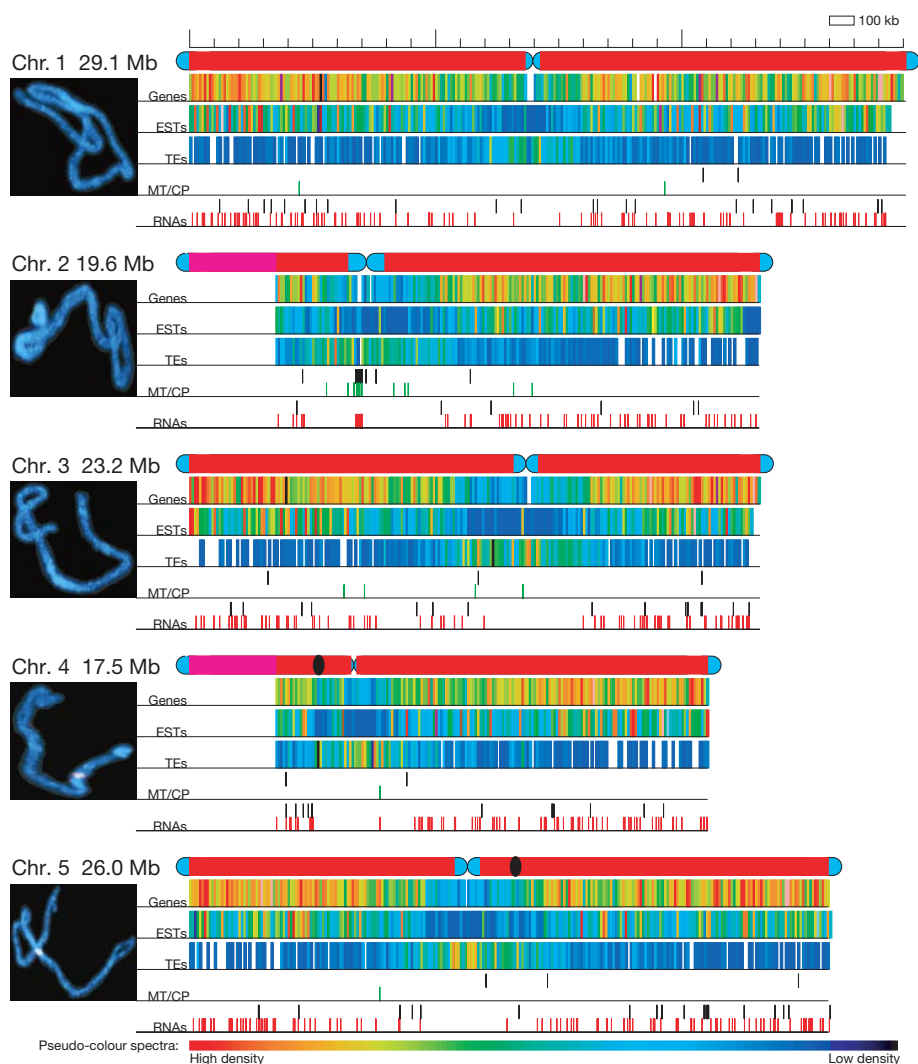 100 kb
Chr. 1 29.1 Mb
Genes
ESTs
TEs
MT/CP
RNAs
Chr. 2 19.6 Mb
Genes
ESTs
TEs
MT/CP
RNAs
Chr. 3 23.2 Mb
Genes
ESTs
TEs
MT/CP
RNAs
Chr. 4 17.5 Mb
Genes
ESTs
TEs
MT/CP
RNAs
Chr. 5 26.0 Mb
Genes
ESTs
TEs
MT/CP
RNAs
Pseudo-colour spectra:
High density Low density